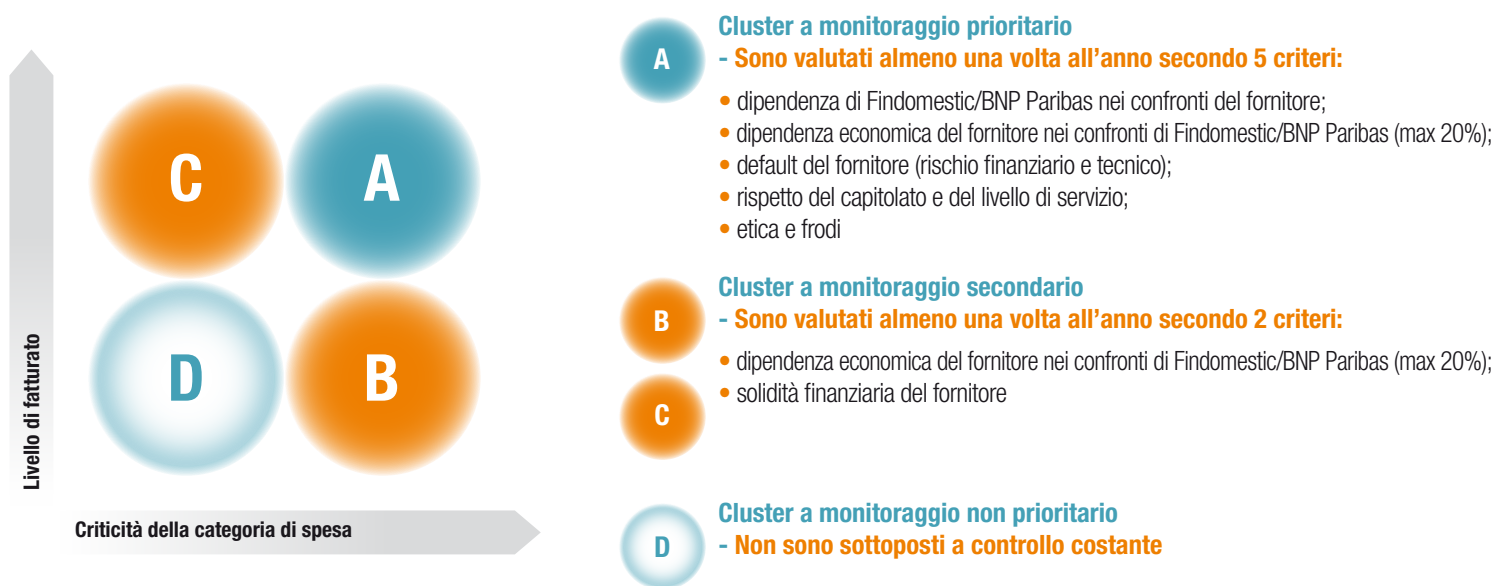 Livello di fatturato
C
A
D
B
Criticità della categoria di spesa
A
Cluster a monitoraggio prioritario
- Sono valutati almeno una volta all’anno secondo 5 criteri:
• dipendenza di Findomestic/BNP Paribas nei confronti del fornitore;
• dipendenza economica del fornitore nei confronti di Findomestic/BNP Paribas (max 20%);
• default del fornitore (rischio finanziario e tecnico);
• rispetto del capitolato e del livello di servizio;
• etica e frodi
B
C
Cluster a monitoraggio secondario
- Sono valutati almeno una volta all’anno secondo 2 criteri:
• dipendenza economica del fornitore nei confronti di Findomestic/BNP Paribas (max 20%);
• solidità finanziaria del fornitore
D
Cluster a monitoraggio non prioritario
- Non sono sottoposti a controllo costante